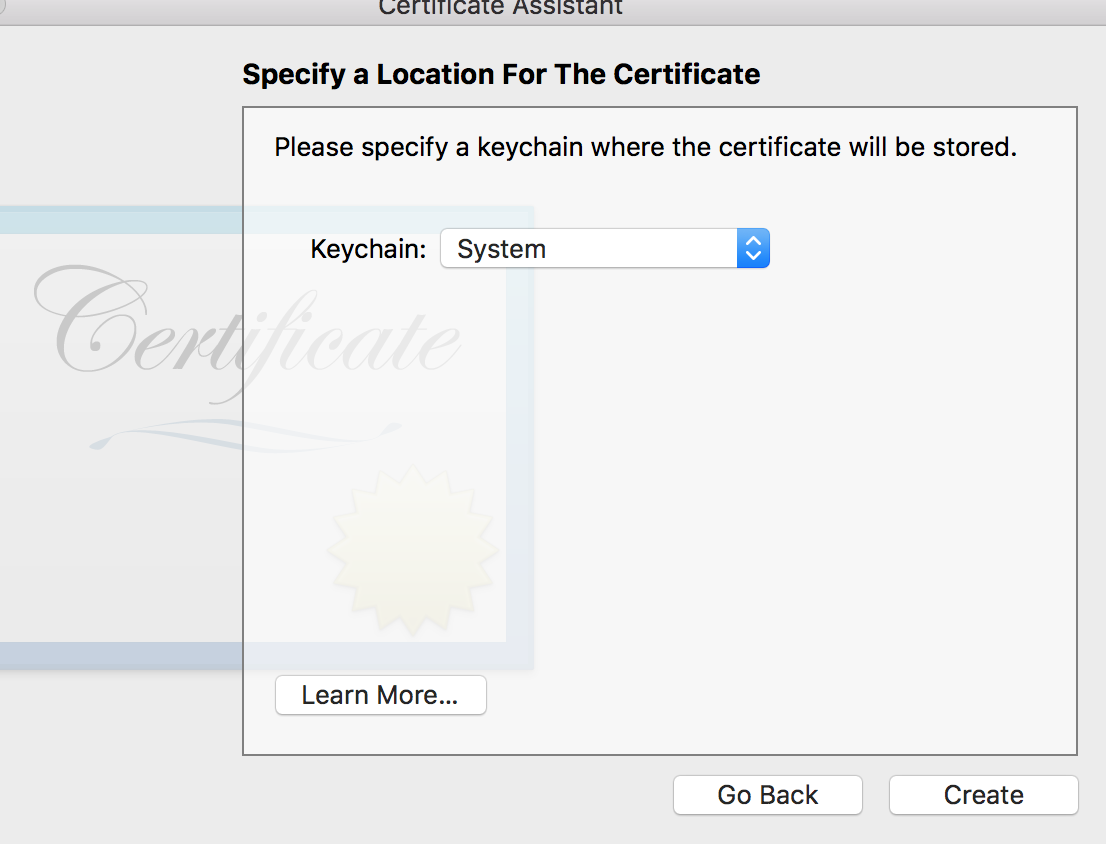 Certificate Assistant
Specify a Location For The Certificate
Please specify a keychain where the certificate will be stored.
Keychain: System
Certificate
Learn More...
Go Back Create